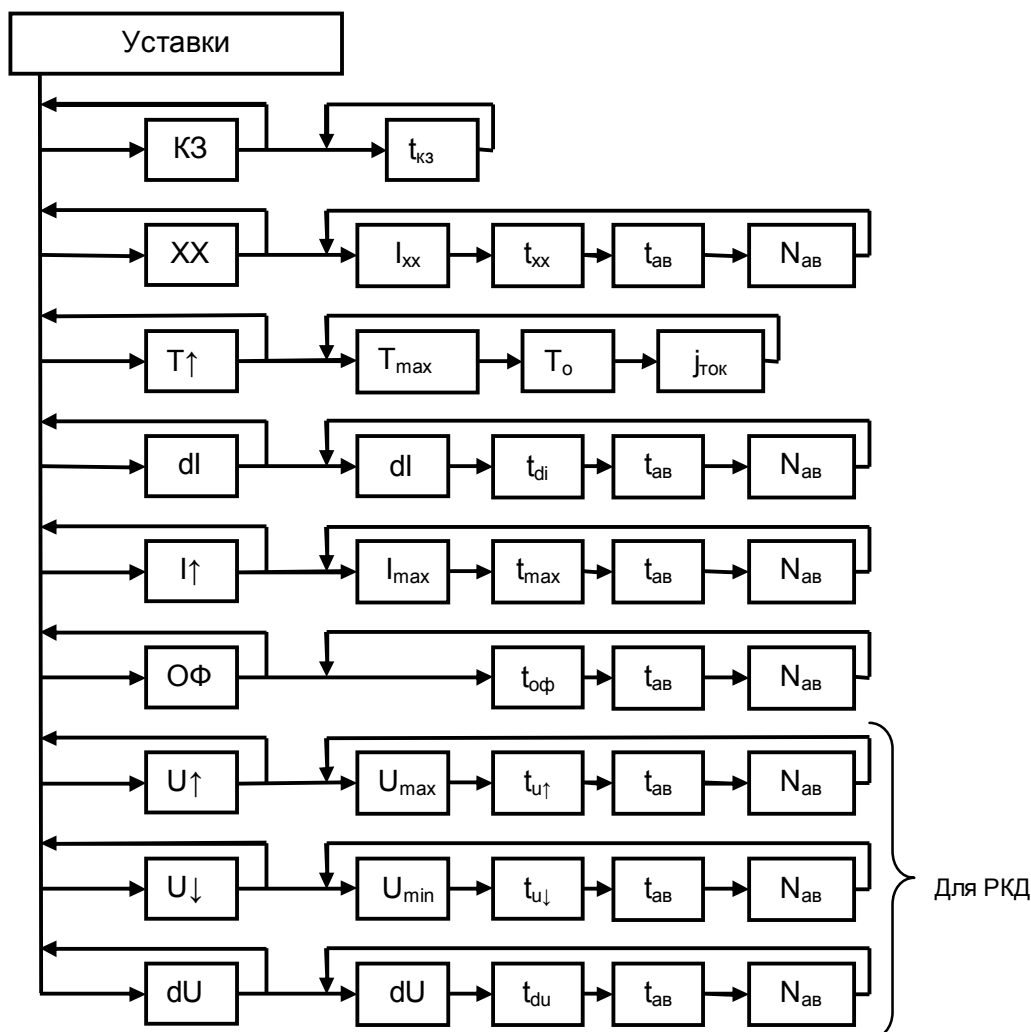 Уставки
КЗ tкз
ХХ Iхх tхх tав Nав
T↑ Tmax Tо jток
dI dI tdi tав Nав
I↑ Imax tmax tав Nав
ОФ tоф tав Nав
U↑ Umax tu↑ tав Nав
U↓ Umin tu↓ tав Nав
Для РКД
dU dU tdu tав Nав